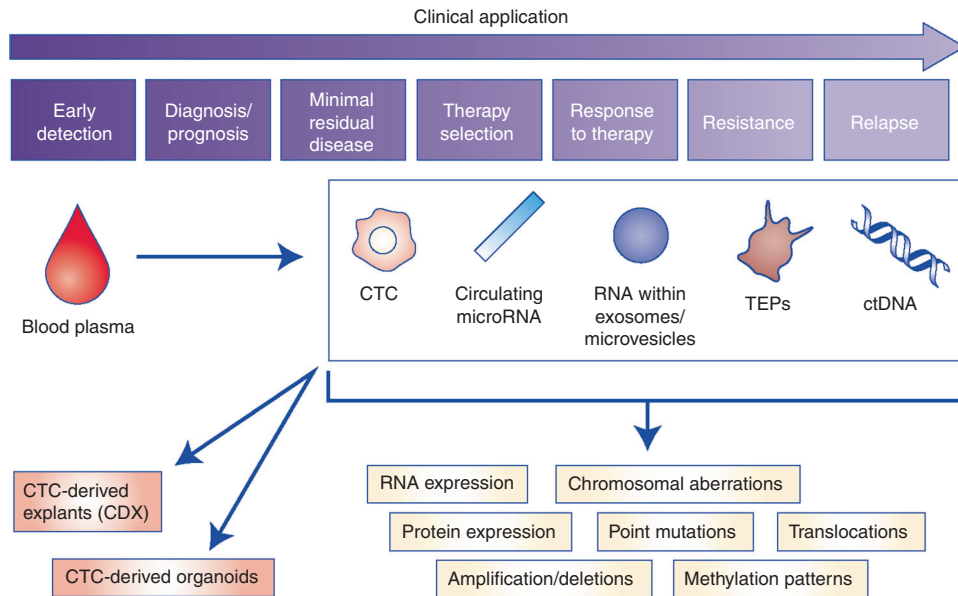 Clinical application
Early
detection
Diagnosis/
prognosis
Minimal
residual
disease
Therapy
selection
Response
to therapy
Resistance
Relapse
Blood plasma
CTC
Circulating
microRNA
RNA within
exosomes/
microvesicles
TEPs
ctDNA
CTC-derived
explants (CDX)
CTC-derived organoids
RNA expression
Chromosomal aberrations
Protein expression
Point mutations
Translocations
Amplification/deletions
Methylation patterns